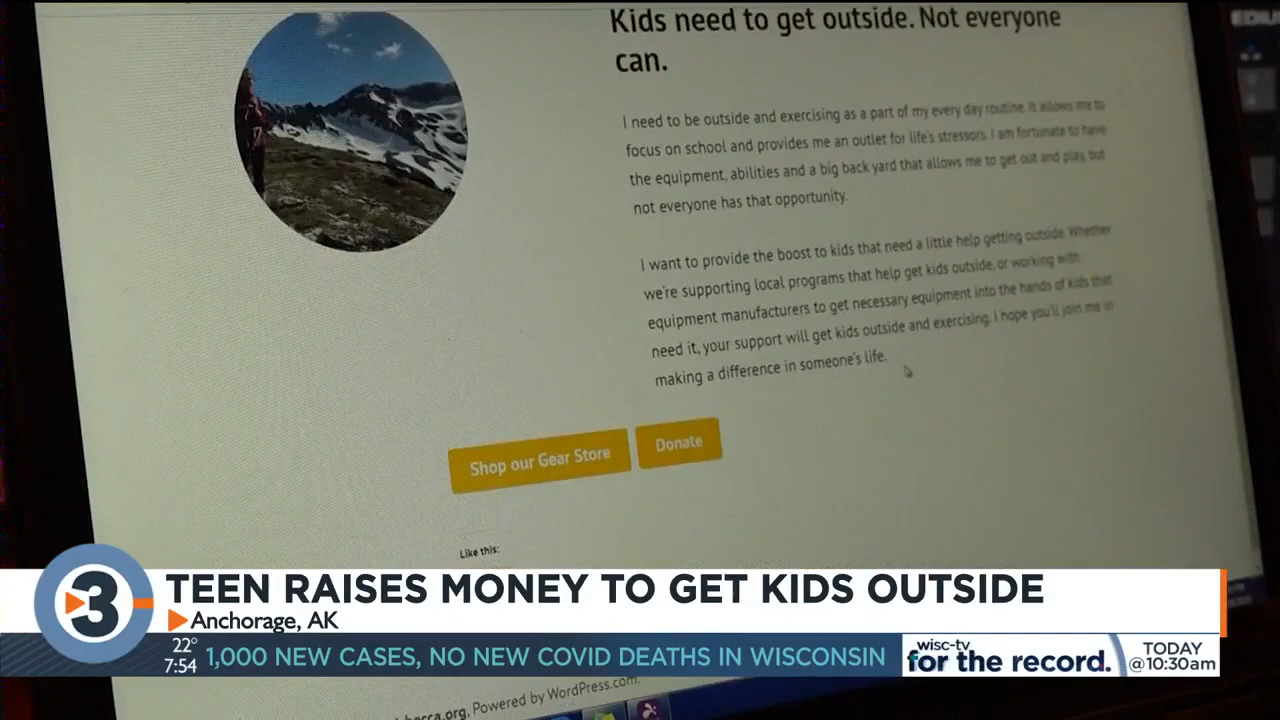 Kids need to get outside. Not everyone
can.
I need to be outside and exercising as a part of my every day routine. It allows me to
focus on school and provides me an outlet for life's stressors. I am fortunate to have
the equipment, abilities and a big back yard that allows me to get out and play, but
not everyone has that opportunity.
I want to provide the boost to kids that need a little help getting outside. Whether
we're supporting local programs that help get kids outside, or working with
equipment manufacturers to get necessary equipment into the hands of kids that
need it, your support will get kids outside and exercising. I hope you'll join me in
making a difference in someone's life.
Shop our Gear Store
Donate
Like this:
3
TEEN RAISES MONEY TO GET KIDS OUTSIDE
Anchorage, AK
22°
7:54
1,000 NEW CASES, NO NEW COVID DEATHS IN WISCONSIN
wisc-tv
for the record.
TODAY
@10:30am
Powered by WordPress.com.